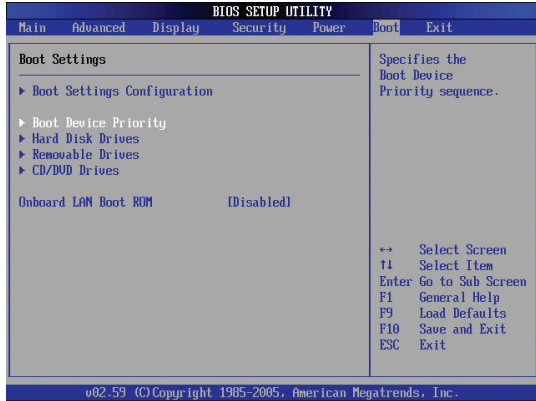 BIOS SETUP UTILITY
Main Advanced Display Security Power Boot Exit
Boot Settings
▶ Boot Settings Configuration
▶ Boot Device Priority
▶ Hard Disk Drives
▶ Removable Drives
▶ CD/DVD Drives
Onboard LAN Boot ROM [Disabled]
Specifies the
Boot Device
Priority sequence.
↔ Select Screen
↑↓ Select Item
Enter Go to Sub Screen
F1 General Help
F9 Load Defaults
F10 Save and Exit
ESC Exit
v02.59 (C)Copyright 1985-2005, American Megatrends, Inc.